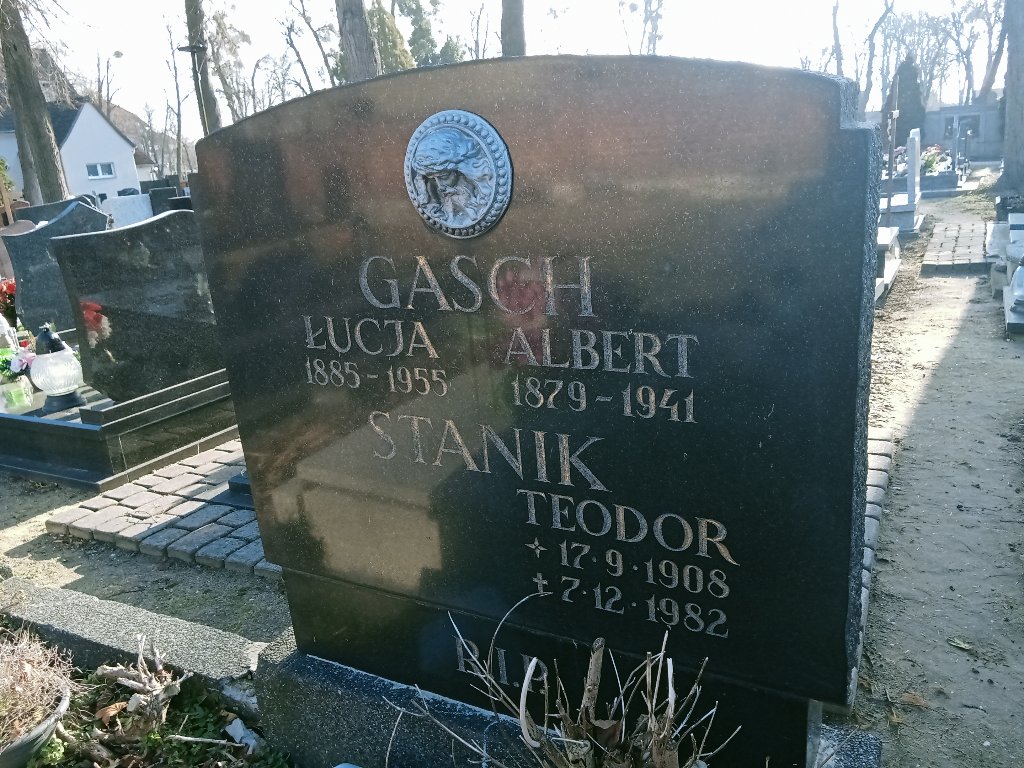 GASCH
ŁUCJA ALBERT
1885-1955 1879-1941
STANIK
TEODOR
17·9·1908
† 7·12·1982